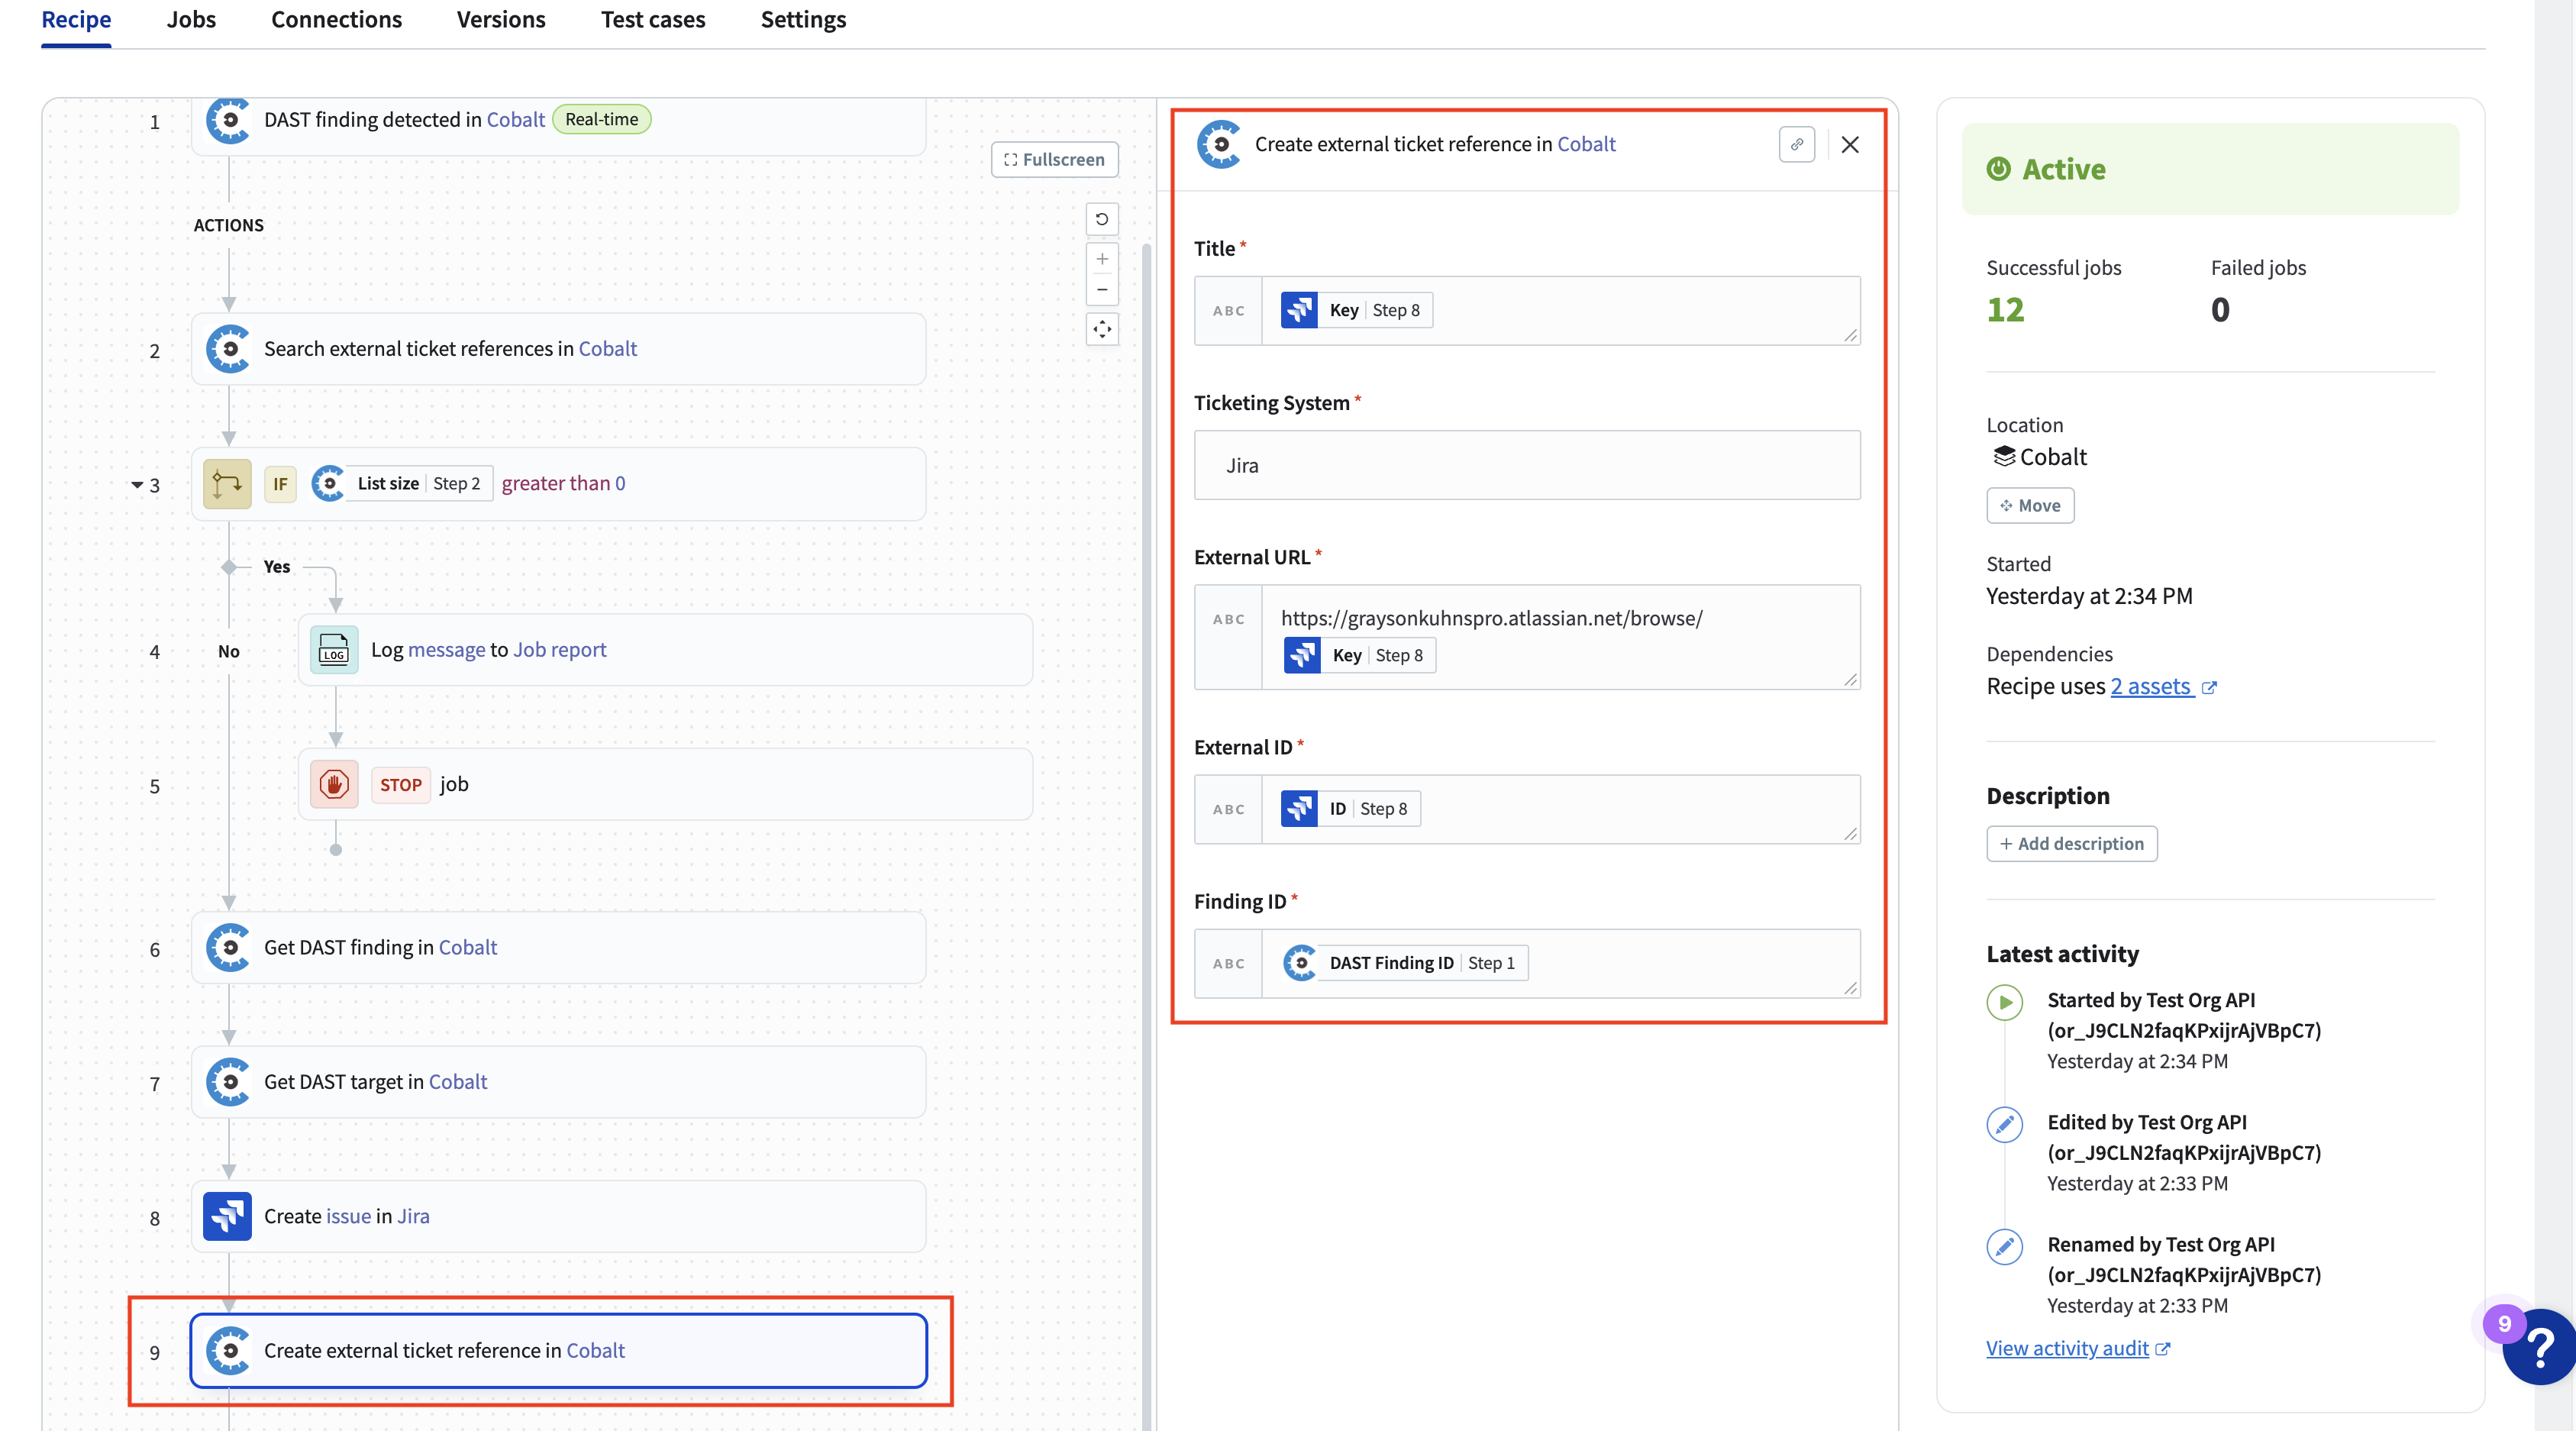 Recipe Jobs Connections Versions Test cases Settings
1 DAST finding detected in Cobalt Real-time
Fullscreen
ACTIONS
2 Search external ticket references in Cobalt
3 IF List size Step 2 greater than 0
Yes
4 No LOG Log message to Job report
5 STOP job
6 Get DAST finding in Cobalt
7 Get DAST target in Cobalt
8 Create issue in Jira
9 Create external ticket reference in Cobalt
Create external ticket reference in Cobalt
Title *
ABC Key Step 8
Ticketing System *
Jira
External URL *
ABC https://graysonkuhnspro.atlassian.net/browse/
Key Step 8
External ID *
ABC ID Step 8
Finding ID *
ABC DAST Finding ID Step 1
Active
Successful jobs Failed jobs
12 0
Location
Cobalt
Move
Started
Yesterday at 2:34 PM
Dependencies
Recipe uses 2 assets
Description
+ Add description
Latest activity
Started by Test Org API
(or_J9CLN2faqKPxijrAjVBpC7)
Yesterday at 2:34 PM
Edited by Test Org API
(or_J9CLN2faqKPxijrAjVBpC7)
Yesterday at 2:33 PM
Renamed by Test Org API
(or_J9CLN2faqKPxijrAjVBpC7)
Yesterday at 2:33 PM
View activity audit
9
?